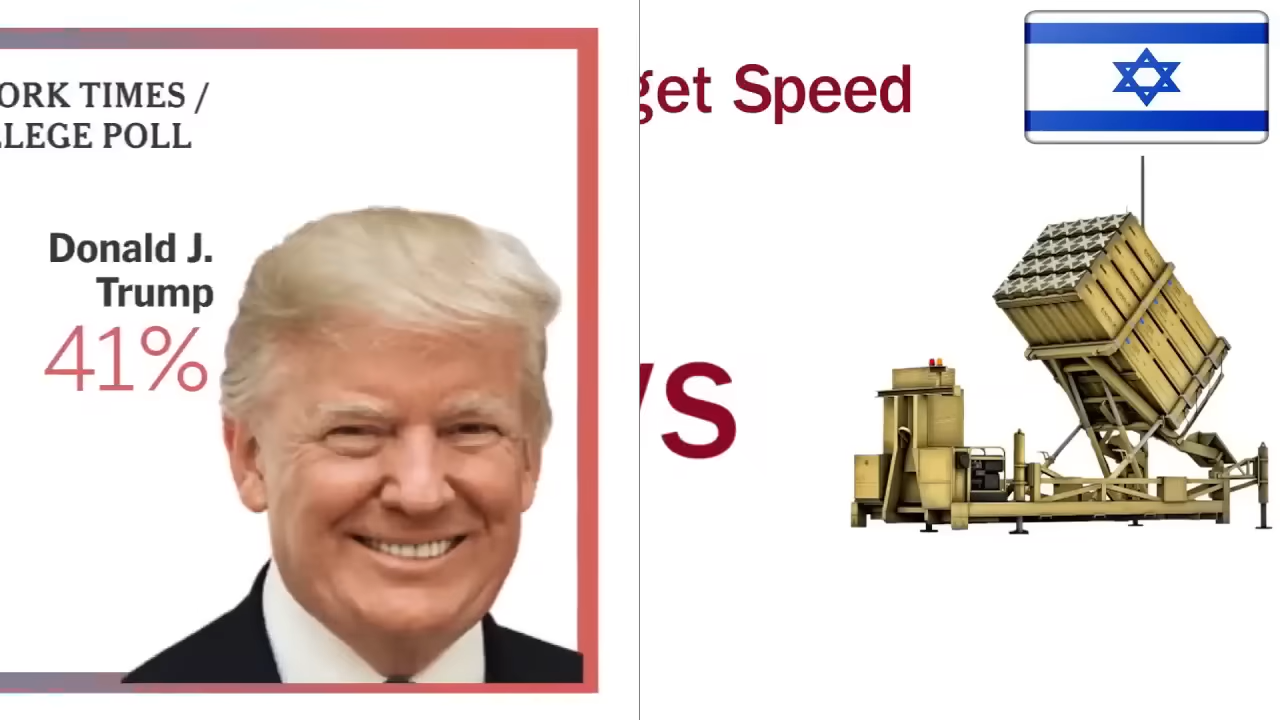 ORK TIMES /
LLEGE POLL
Donald J.
Trump
41%
get Speed
VS